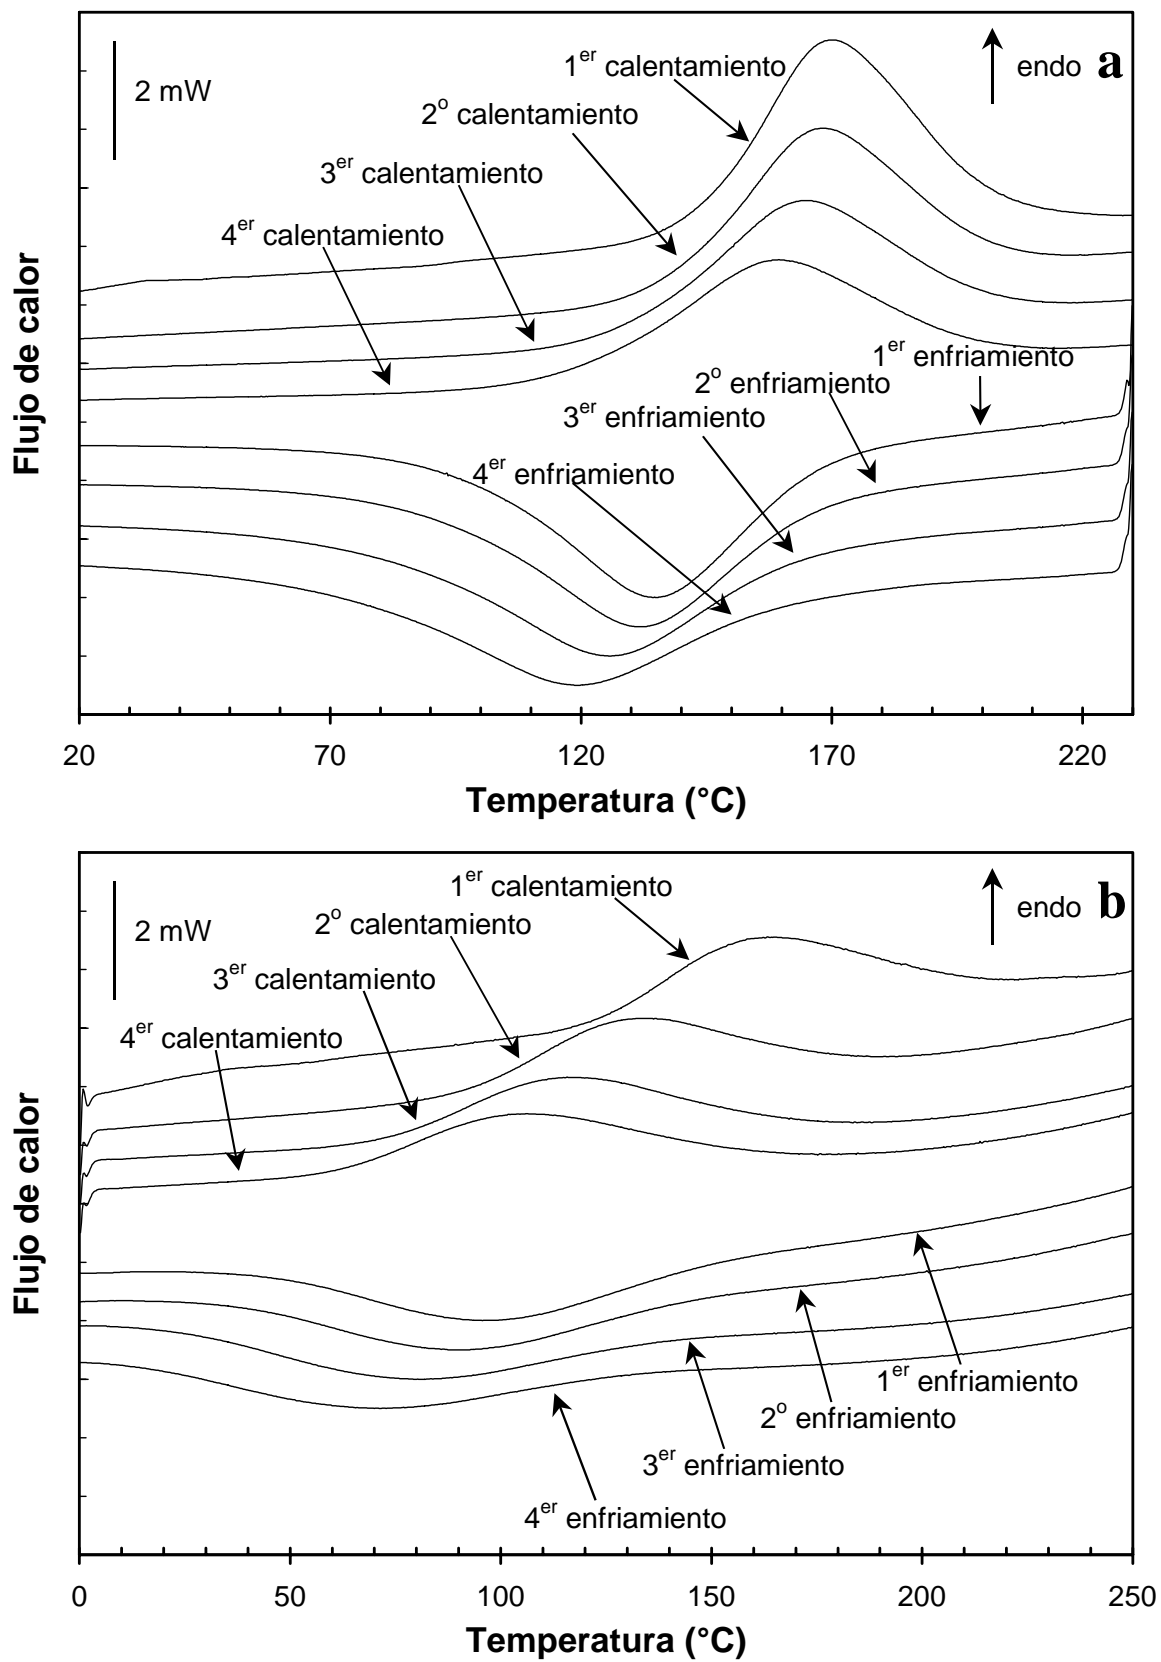 1er calentamiento
endo a
2 mW
2o calentamiento
3er calentamiento
4er calentamiento
Flujo de calor
1er enfriamiento
2o enfriamiento
3er enfriamiento
4er enfriamiento
20 70 120 170 220
Temperatura (°C)
1er calentamiento
endo b
2o calentamiento
2 mW
3er calentamiento
4er calentamiento
Flujo de calor
1er enfriamiento
2o enfriamiento
3er enfriamiento
4er enfriamiento
0 50 100 150 200 250
Temperatura (°C)